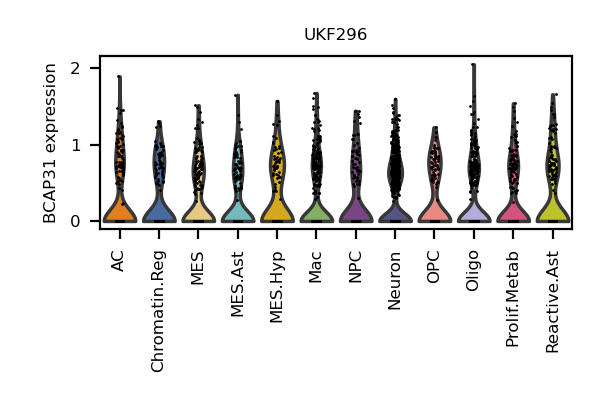 UKF296
BCAP31 expression
2
1
0
AC
Chromatin.Reg
MES
MES.Ast
MES.Hyp
Mac
NPC
Neuron
OPC
Oligo
Prolif.Metab
Reactive.Ast